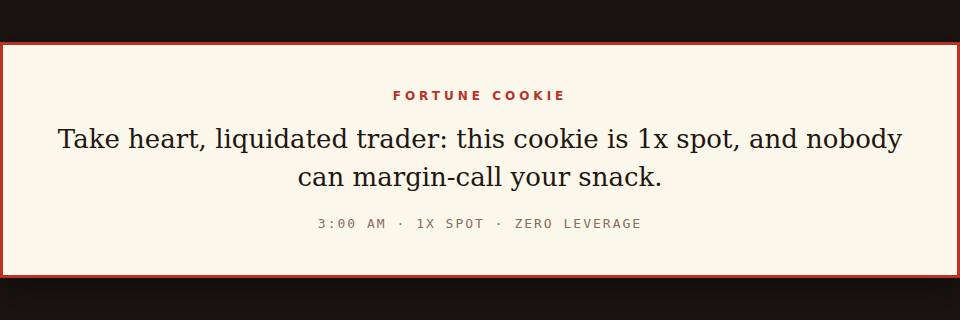 FORTUNE COOKIE
Take heart, liquidated trader: this cookie is 1x spot, and nobody
can margin-call your snack.
3:00 AM · 1X SPOT · ZERO LEVERAGE